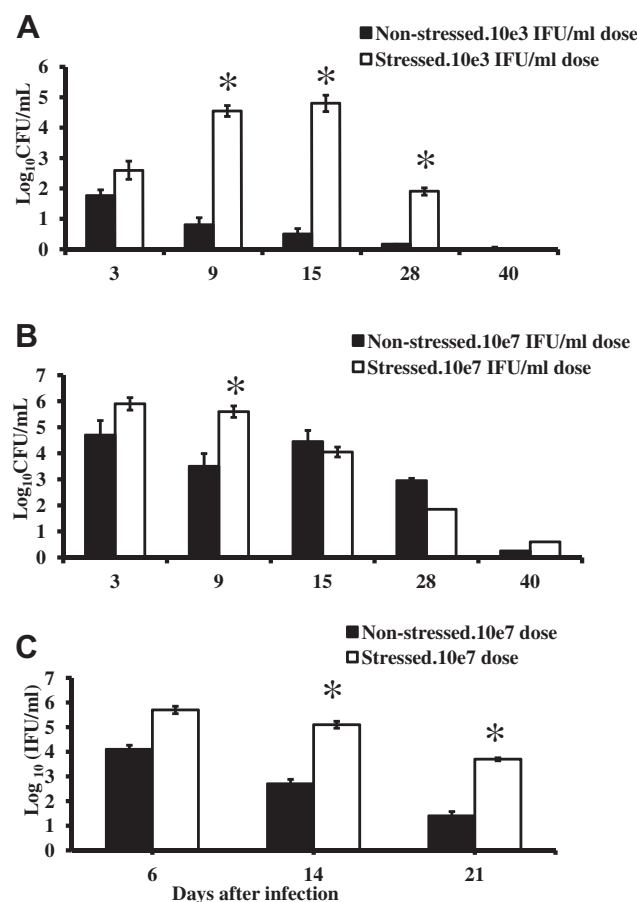 A
Non-stressed.10e3 IFU/ml dose
Stressed.10e3 IFU/ml dose
Log10CFU/mL
6
5
4
3
2
1
0
* * *
3 9 15 28 40
B
Non-stressed.10e7 IFU/ml dose
Stressed.10e7 IFU/ml dose
Log10CFU/mL
7
6
5
4
3
2
1
0
*
3 9 15 28 40
C
Non-stressed.10e7 dose
Stressed.10e7 dose
Log 10 (IFU/ml)
7
6
5
4
3
2
1
0
* *
6 14 21
Days after infection